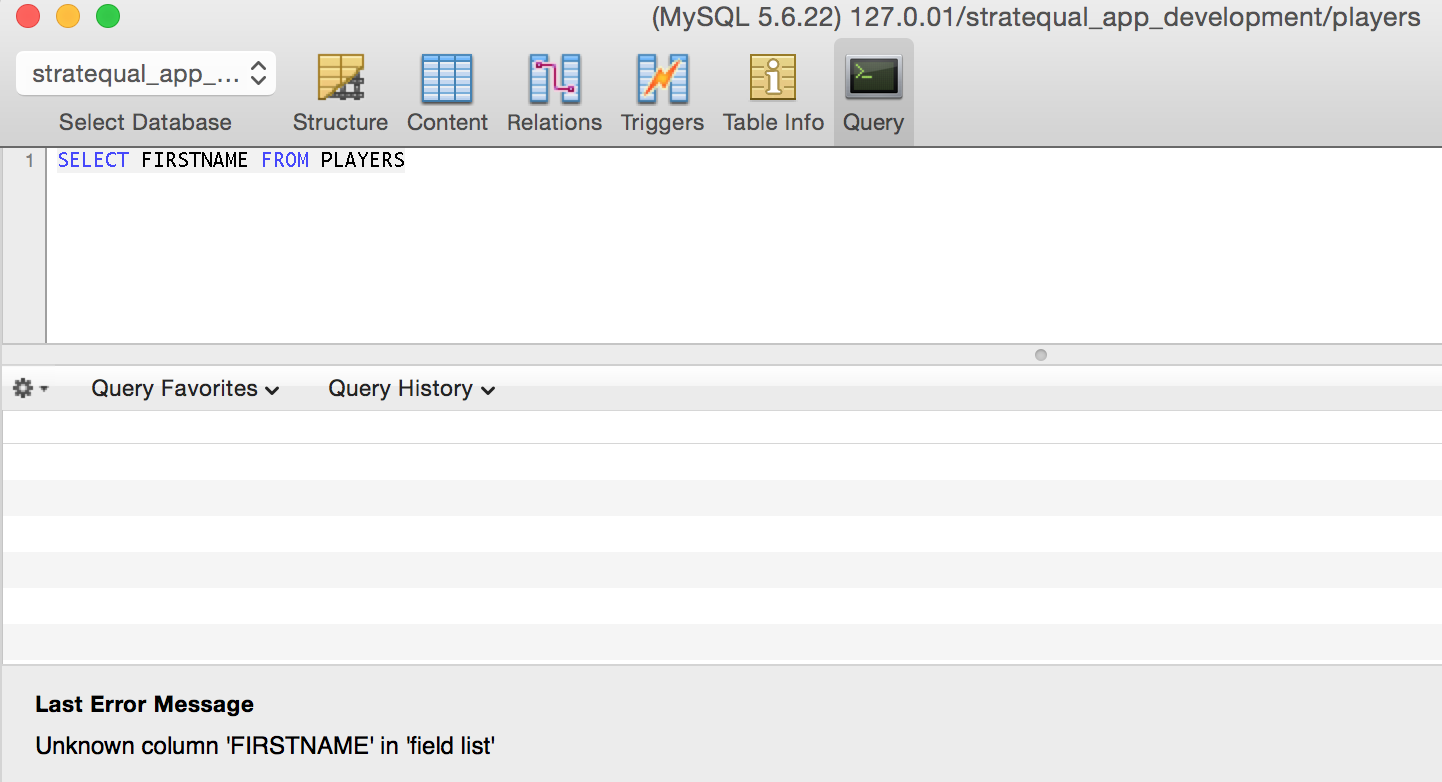 (MySQL 5.6.22) 127.0.01/stratequal_app_development/players
stratequal_app_...
Select Database
Structure
Content
Relations
Triggers
Table Info
Query
1
SELECT FIRSTNAME FROM PLAYERS
Query Favorites
Query History
Last Error Message
Unknown column 'FIRSTNAME' in 'field list'